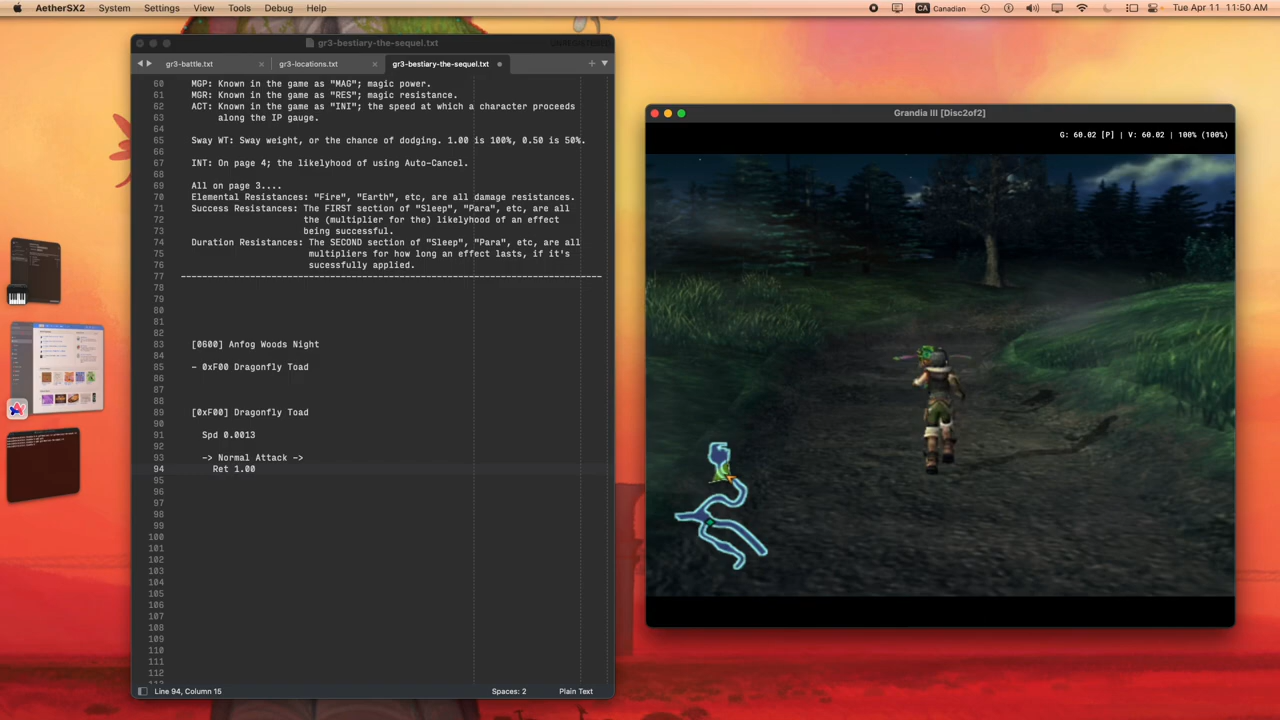 AetherSX2 System Settings View Tools Debug Help
CA Canadian Tue Apr 11 11:50 AM
gr3-bestiary-the-sequel.txt
gr3-battle.txt gr3-locations.txt gr3-bestiary-the-sequel.txt
60 MGP: Known in the game as "MAG"; magic power.
61 MGR: Known in the game as "RES"; magic resistance.
62 ACT: Known in the game as "INI"; the speed at which a character proceeds
63 along the IP gauge.
64
65 Sway WT: Sway weight, or the chance of dodging. 1.00 is 100%, 0.50 is 50%.
66
67 INT: On page 4; the likelyhood of using Auto-Cancel.
68
69 All on page 3....
70 Elemental Resistances: "Fire", "Earth", etc, are all damage resistances.
71 Success Resistances: The FIRST section of "Sleep", "Para", etc, are all
72 the (multiplier for the) likelyhood of an effect
73 being successful.
74 Duration Resistances: The SECOND section of "Sleep", "Para", etc, are all
75 multipliers for how long an effect lasts, if it's
76 sucessfully applied.
77 -------------------------------------------------------------------------------
78
79
80
81
82
83 [0600] Anfog Woods Night
84
85 - 0xF00 Dragonfly Toad
86
87
88
89 [0xF00] Dragonfly Toad
90
91 Spd 0.0013
92
93 -> Normal Attack ->
94 Ret 1.00
95
96
97
98
99
100
101
102
103
104
105
106
107
108
109
110
111
112
Line 94, Column 15 Spaces: 2 Plain Text
Grandia III [Disc2of2]
G: 60.02 [P] | V: 60.02 | 100% (100%)